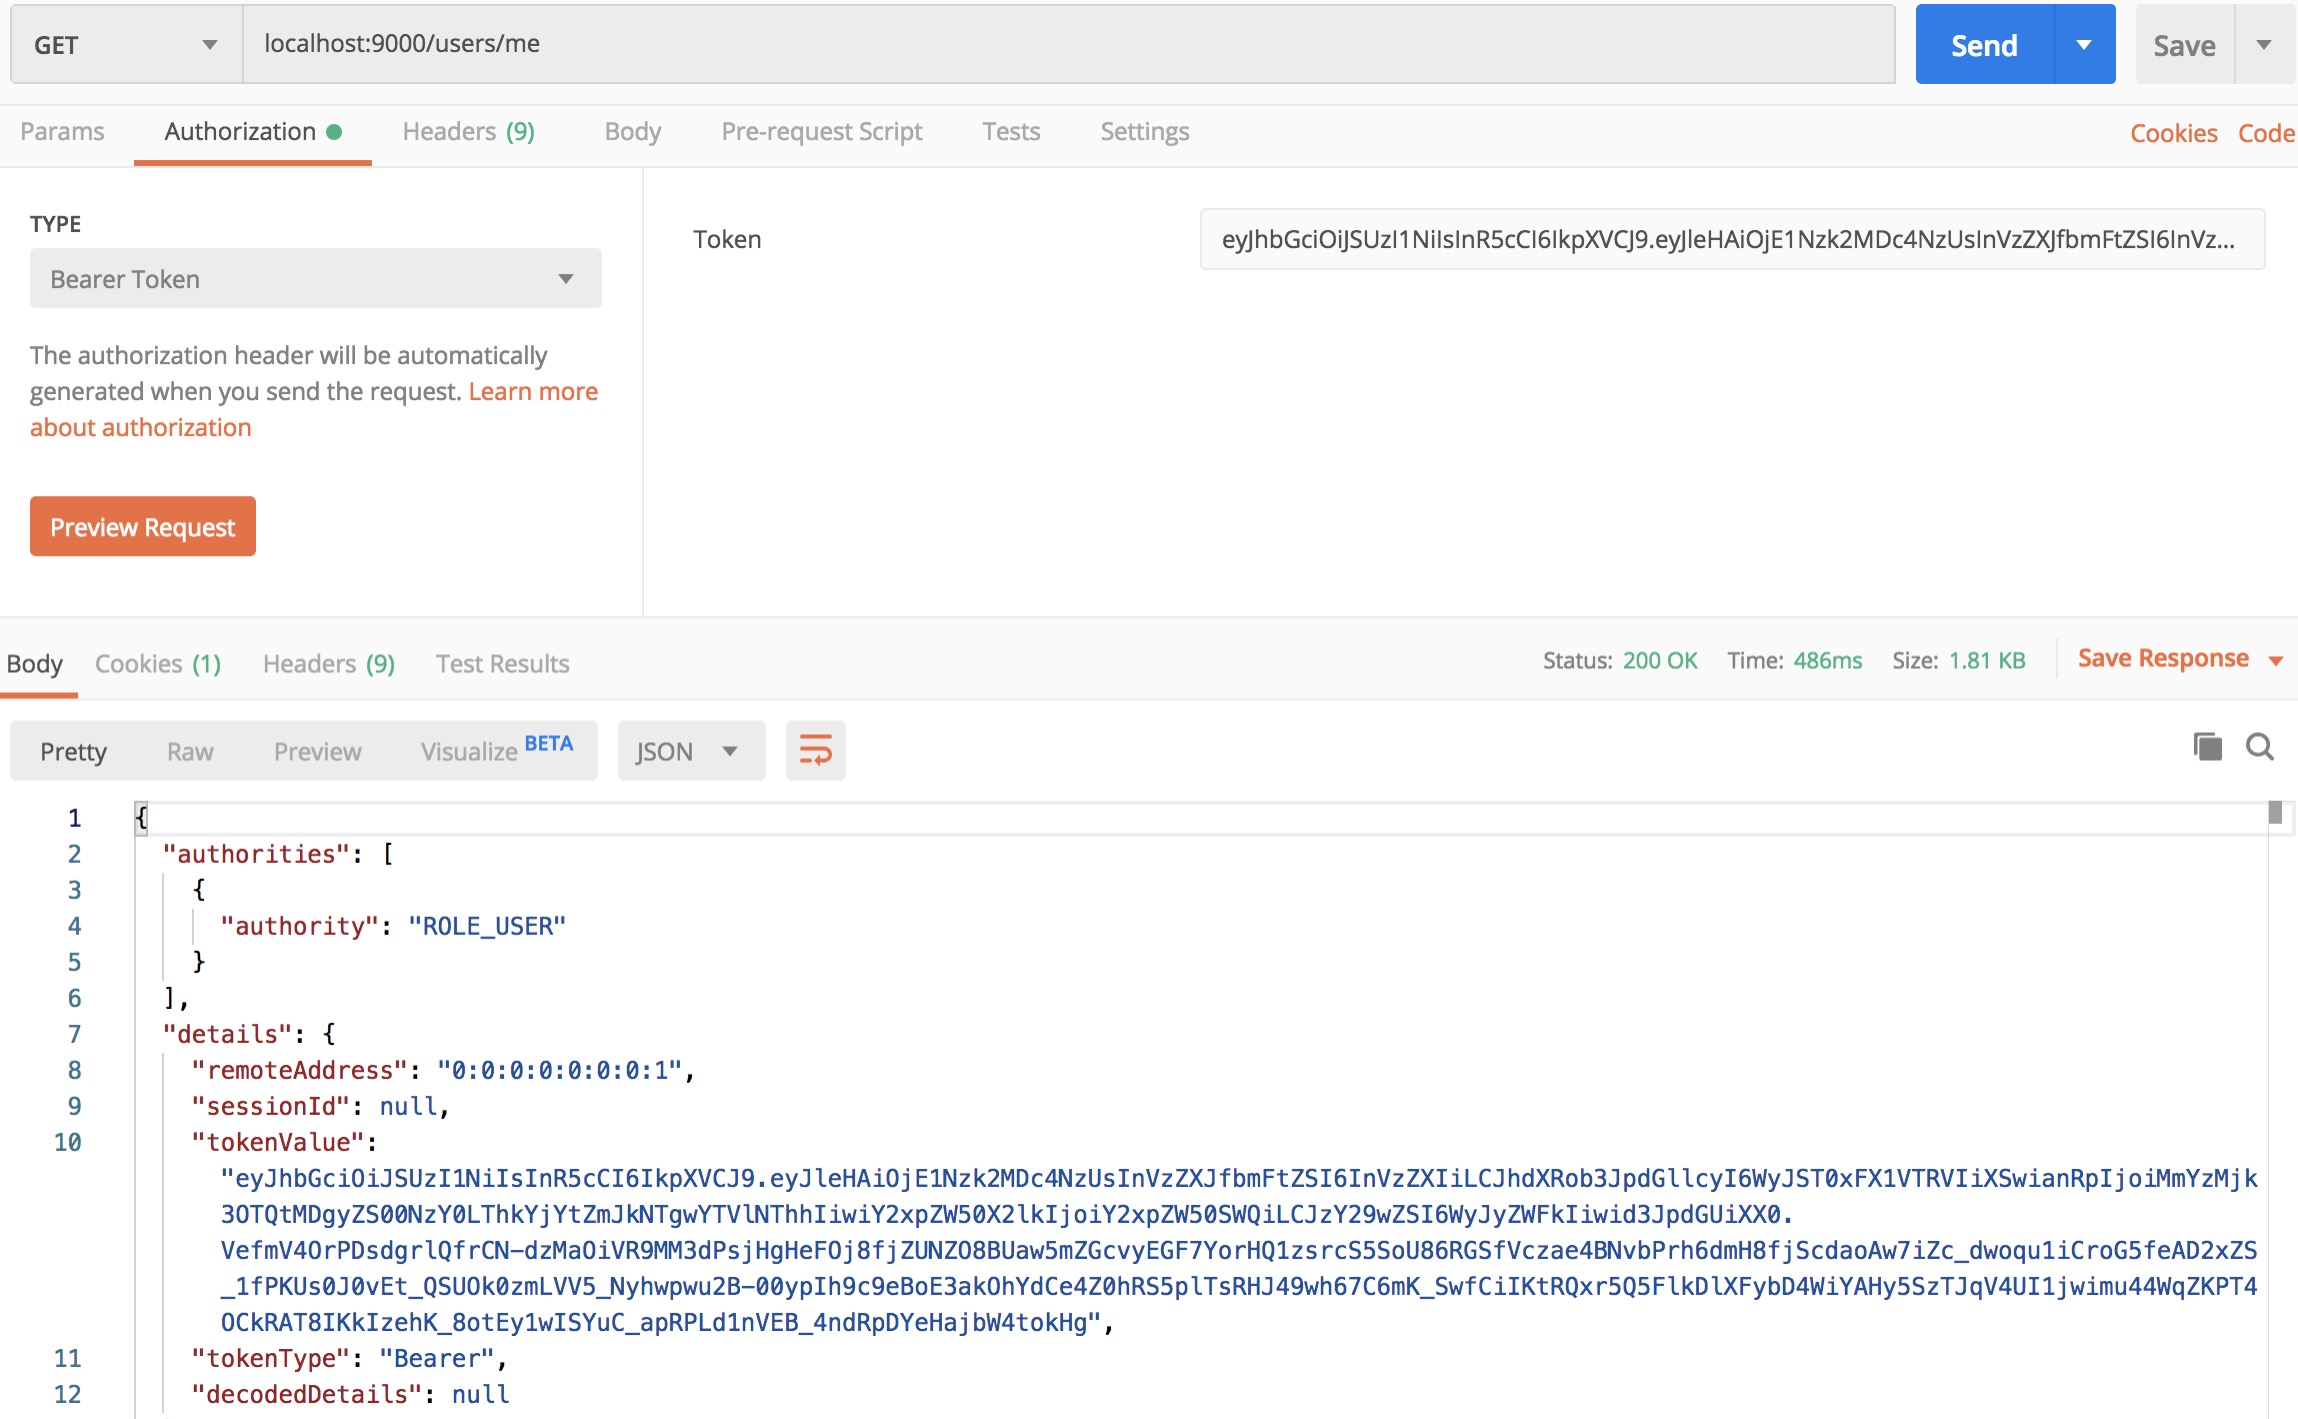 GET localhost:9000/users/me Send Save
Params Authorization Headers (9) Body Pre-request Script Tests Settings Cookies Code
TYPE
Bearer Token
The authorization header will be automatically
generated when you send the request. Learn more
about authorization
Preview Request
Token eyJhbGciOiJSUzI1NiIsInR5cCI6IkpXVCJ9.eyJleHAiOjE1Nzk2MDc4NzUsInVzZXJfbmFtZSI6InVz...
Body Cookies (1) Headers (9) Test Results Status: 200 OK Time: 486ms Size: 1.81 KB Save Response
Pretty Raw Preview Visualize BETA JSON
1 {
2 "authorities": [
3 {
4 "authority": "ROLE_USER"
5 }
6 ],
7 "details": {
8 "remoteAddress": "0:0:0:0:0:0:0:1",
9 "sessionId": null,
10 "tokenValue":
"eyJhbGciOiJSUzI1NiIsInR5cCI6IkpXVCJ9.eyJleHAiOjE1Nzk2MDc4NzUsInVzZXJfbmFtZSI6InVzZXIiLCJhdXRob3JpdGllcyI6WyJST0xFX1VTRVIiXSwianRpIjoiMmYzMjk
3OTQtMDgyZS00NzY0LThkYjYtZmJkNTgwYTVlNThhIiwiY2xpZW50X2lkIjoiY2xpZW50SWQiLCJzY29wZSI6WyJyZWFkIiwid3JpdGUiXX0.
VefmV4OrPDsdgrlQfrCN-dzMaOiVR9MM3dPsjHgHeFOj8fjZUNZO8BUaw5mZGcvyEGF7YorHQ1zsrcS5SoU86RGSfVczae4BNvbPrh6dmH8fjScdaoAw7iZc_dwoqu1iCroG5feAD2xZS
_1fPKUs0J0vEt_QSUOk0zmLVV5_Nyhwpwu2B-00ypIh9c9eBoE3akOhYdCe4Z0hRS5plTsRHJ49wh67C6mK_SwfCiIKtRQxr5Q5FlkDlXFybD4WiYAHy5SzTJqV4UI1jwimu44WqZKPT4
OCkRAT8IKkIzehK_8otEy1wISYuC_apRPLd1nVEB_4ndRpDYeHajbW4tokHg",
11 "tokenType": "Bearer",
12 "decodedDetails": null